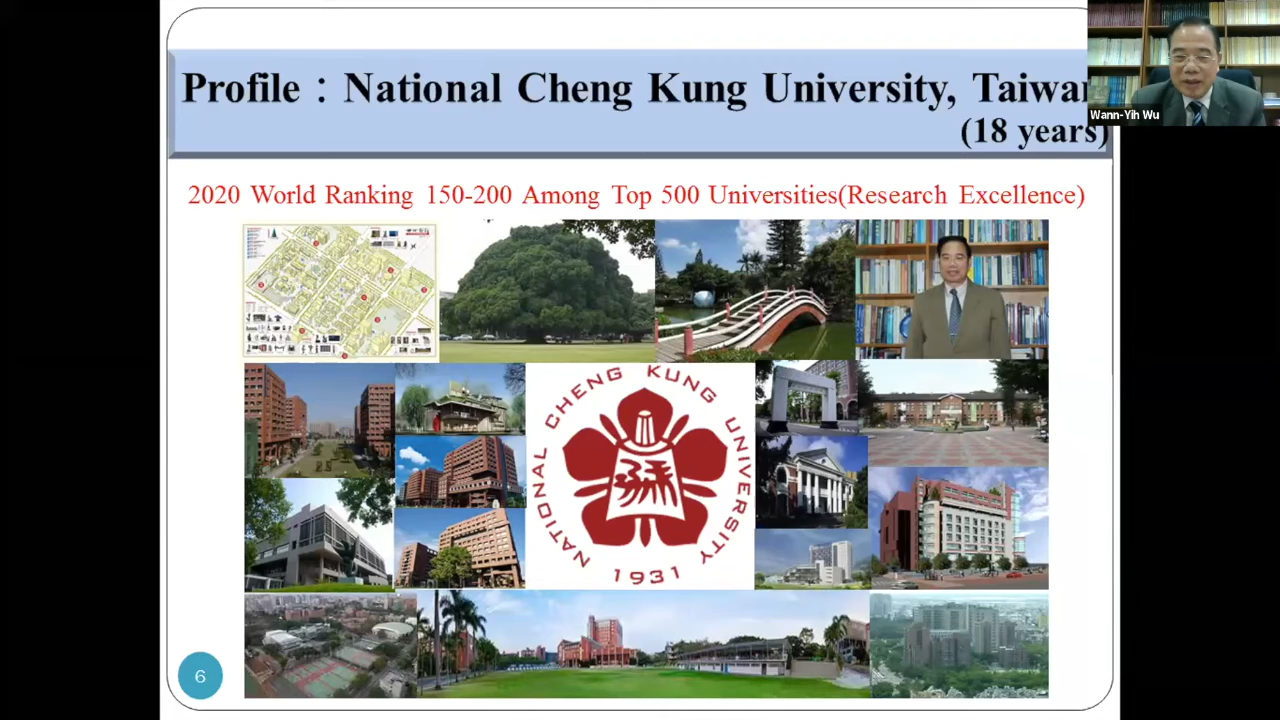 Profile：National Cheng Kung University, Taiwan
(18 years)
Wann-Yih Wu
2020 World Ranking 150-200 Among Top 500 Universities(Research Excellence)
NATIONAL CHENG KUNG UNIVERSITY
1931
6